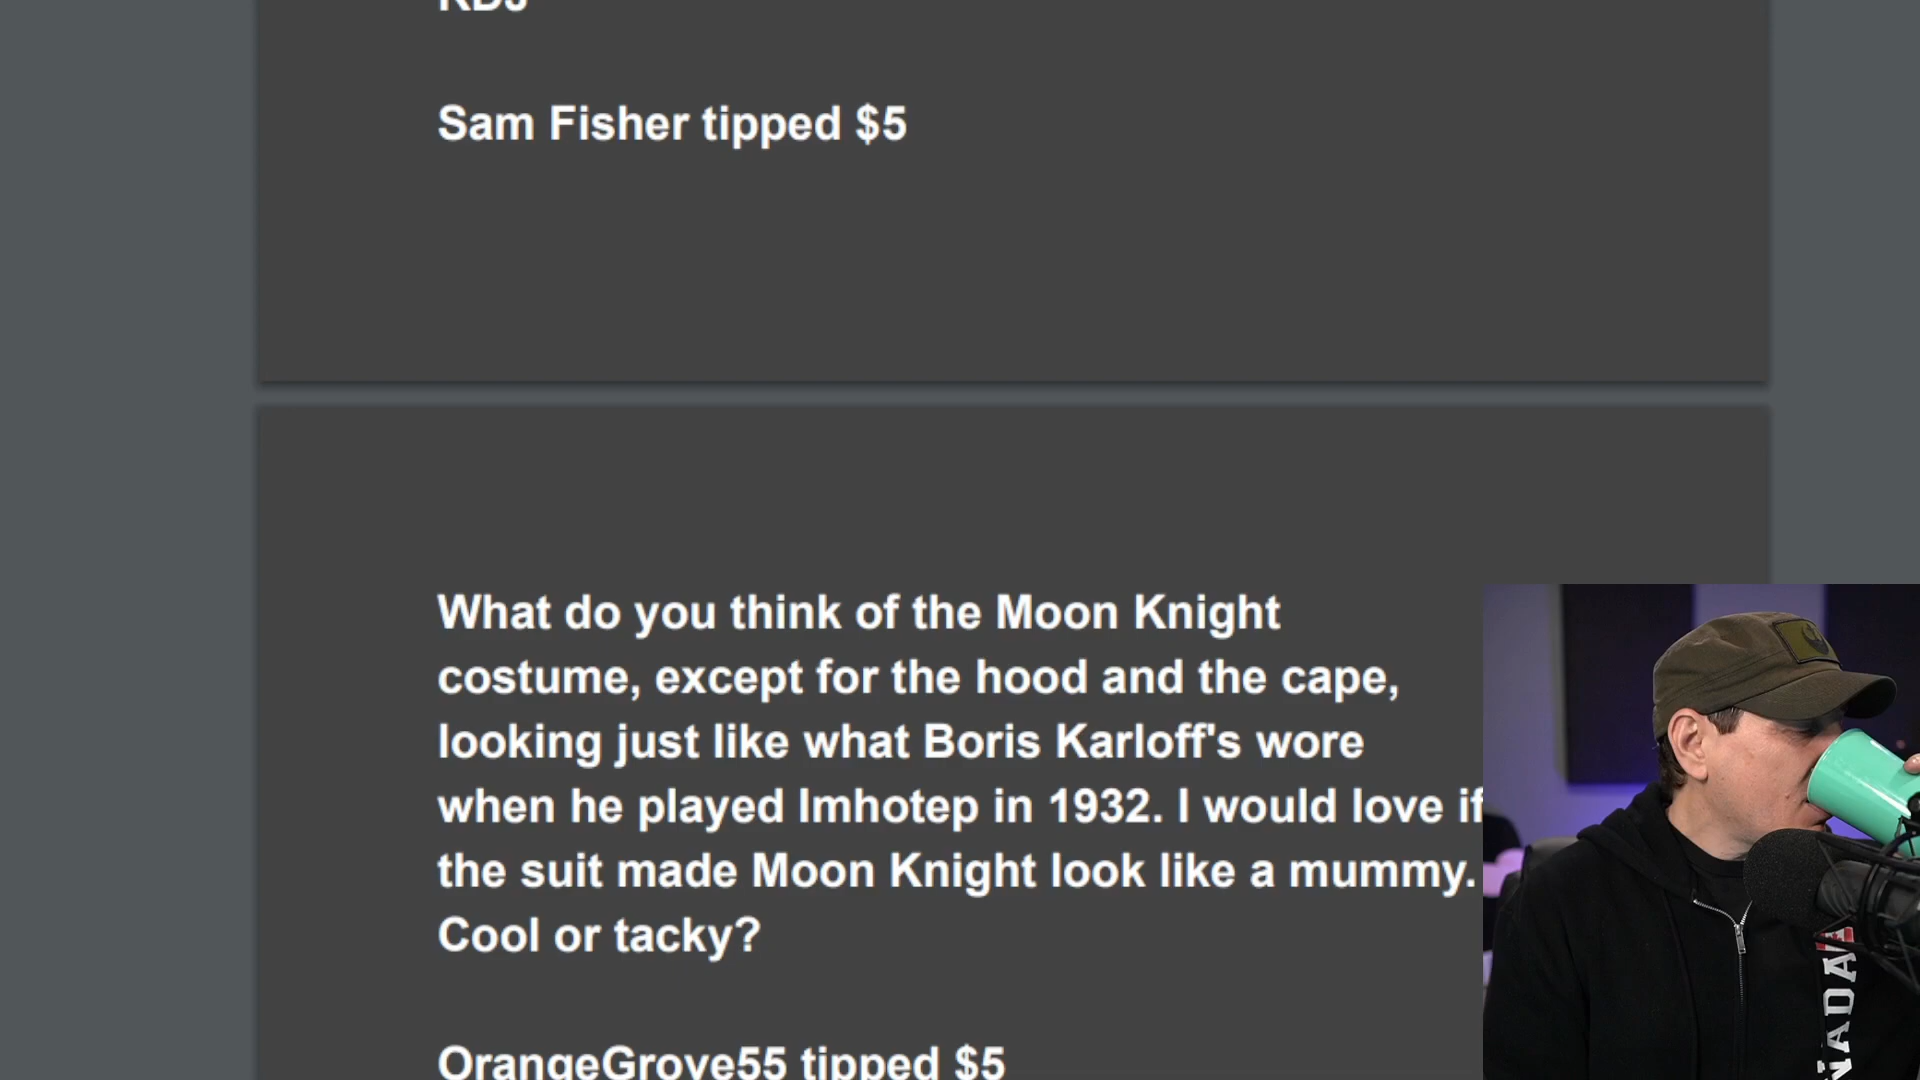 RDJ
Sam Fisher tipped $5
What do you think of the Moon Knight
costume, except for the hood and the cape,
looking just like what Boris Karloff's wore
when he played Imhotep in 1932. I would love if
the suit made Moon Knight look like a mummy.
Cool or tacky?
OrangeGrove55 tipped $5